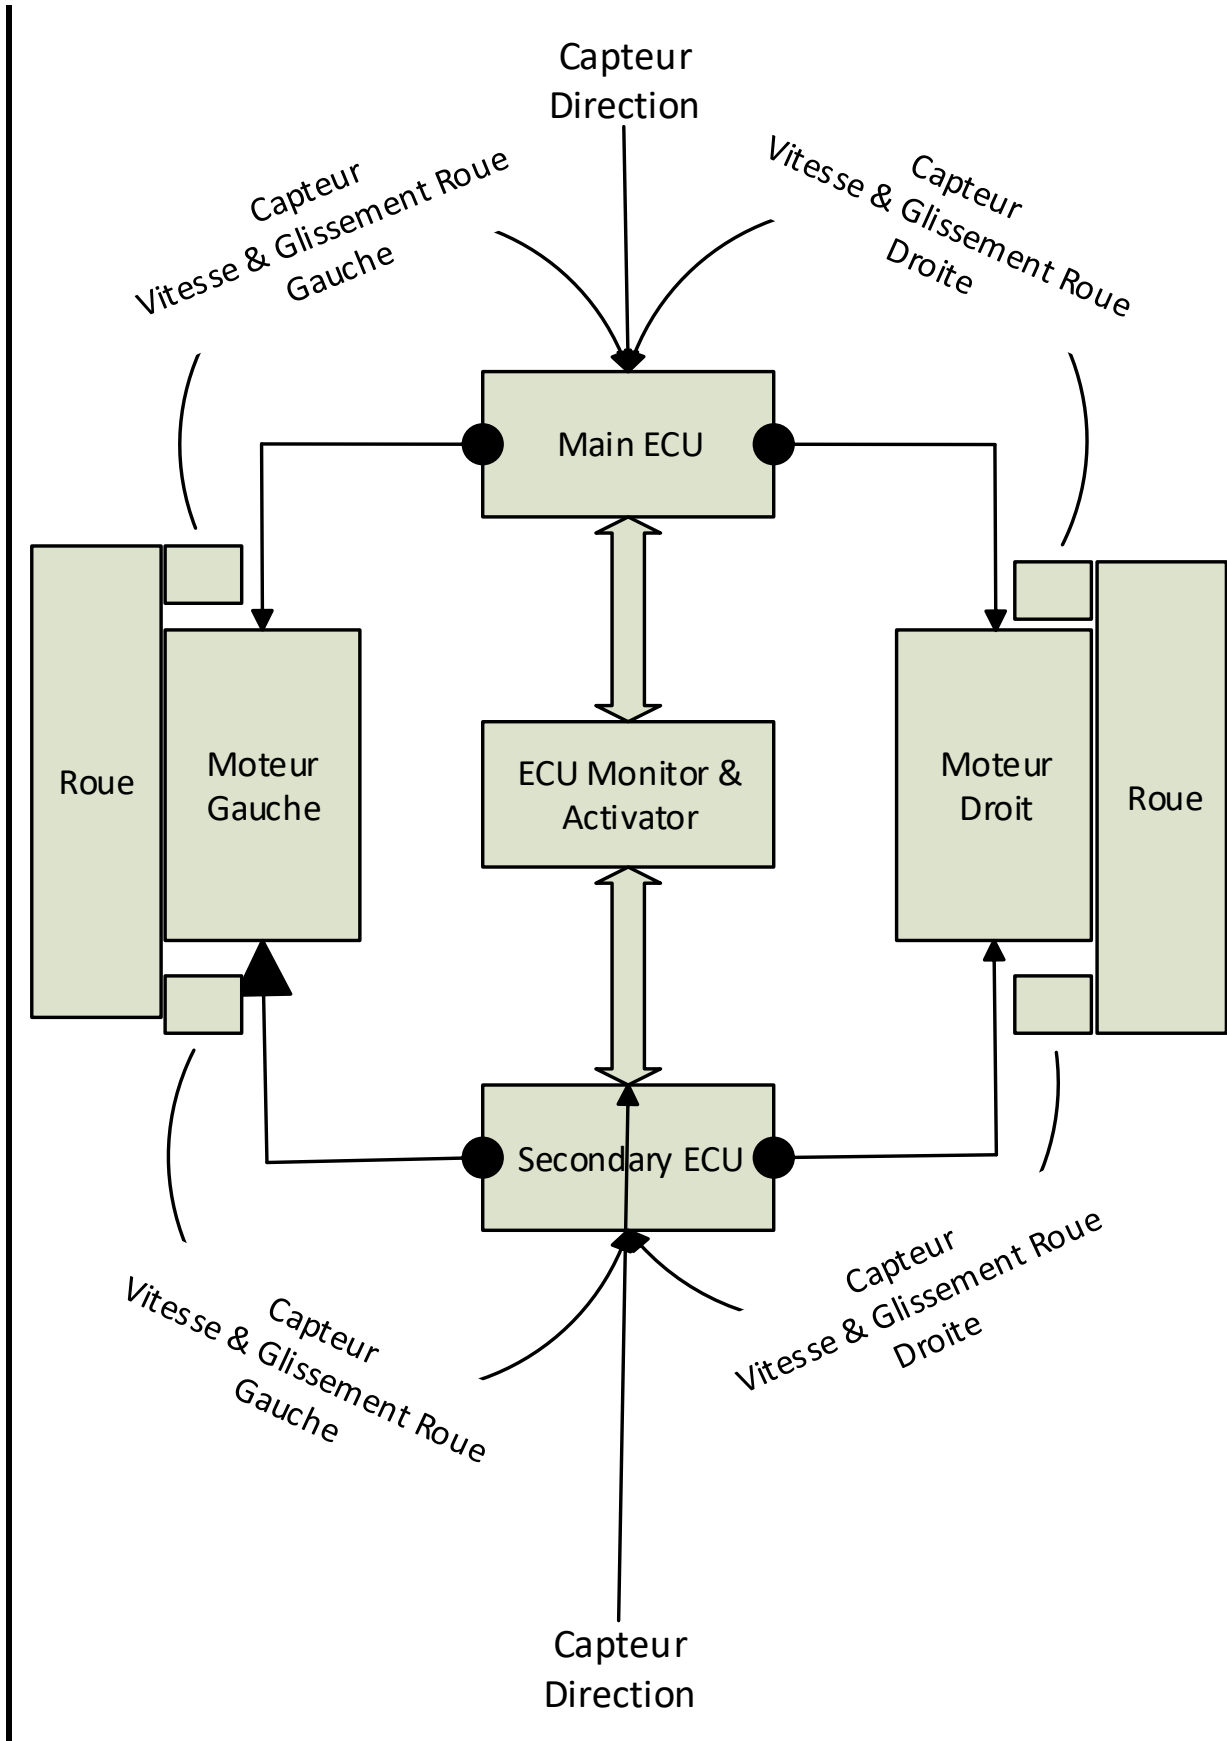 Capteur
Direction
Capteur
Vitesse & Glissement Roue
Gauche
Capteur
Vitesse & Glissement Roue
Droite
Main ECU
Roue
Moteur
Gauche
ECU Monitor &
Activator
Moteur
Droit
Roue
Secondary ECU
Capteur
Vitesse & Glissement Roue
Gauche
Capteur
Vitesse & Glissement Roue
Droite
Capteur
Direction